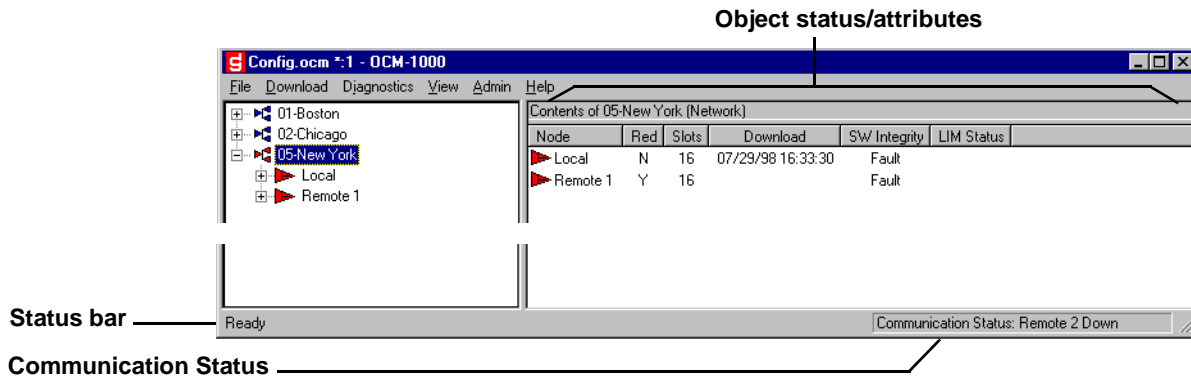 Object status/attributes
Config.ocm *:1 - OCM-1000
File Download Diagnostics View Admin Help
Contents of 05-New York (Network)
01-Boston
02-Chicago
05-New York
Local
Remote 1
Node Red Slots Download SW Integrity LIM Status
Local N 16 07/29/98 16:33:30 Fault
Remote 1 Y 16 Fault
Status bar
Ready
Communication Status: Remote 2 Down
Communication Status